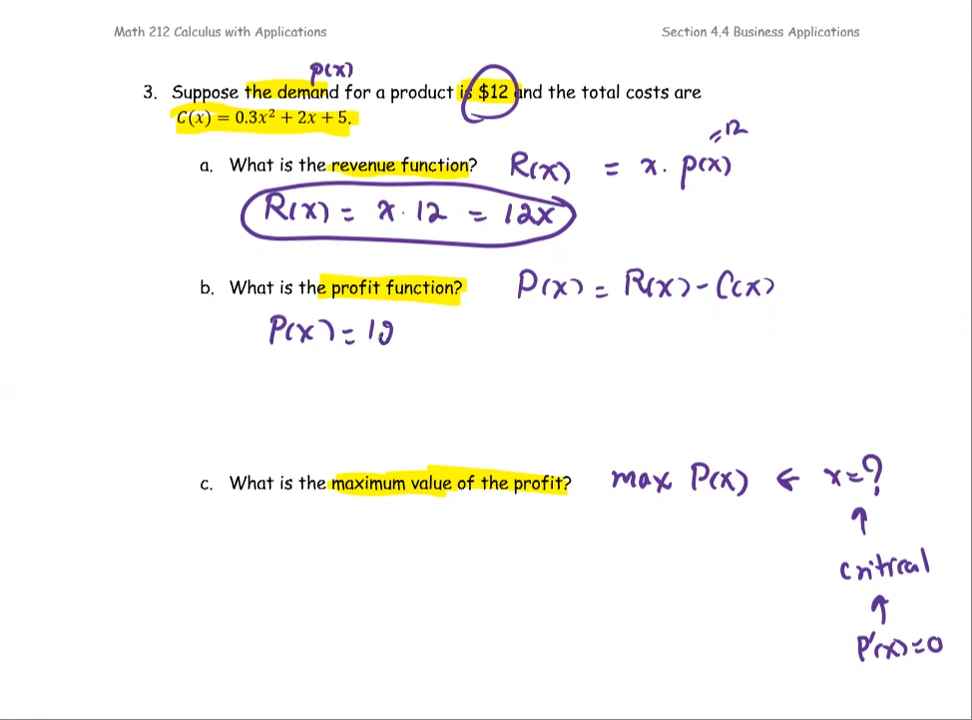 Math 212 Calculus with Applications Section 4.4 Business Applications
p(x)
3. Suppose the demand for a product is $12 and the total costs are
C(x) = 0.3x² + 2x + 5.
=12
a. What is the revenue function? R(x) = x · p(x)
R(x) = x · 12 = 12x
b. What is the profit function? P(x) = R(x) - C(x)
P(x) = 1
c. What is the maximum value of the profit? max P(x) ← x=?
↑
critical
↑
P'(x)=0